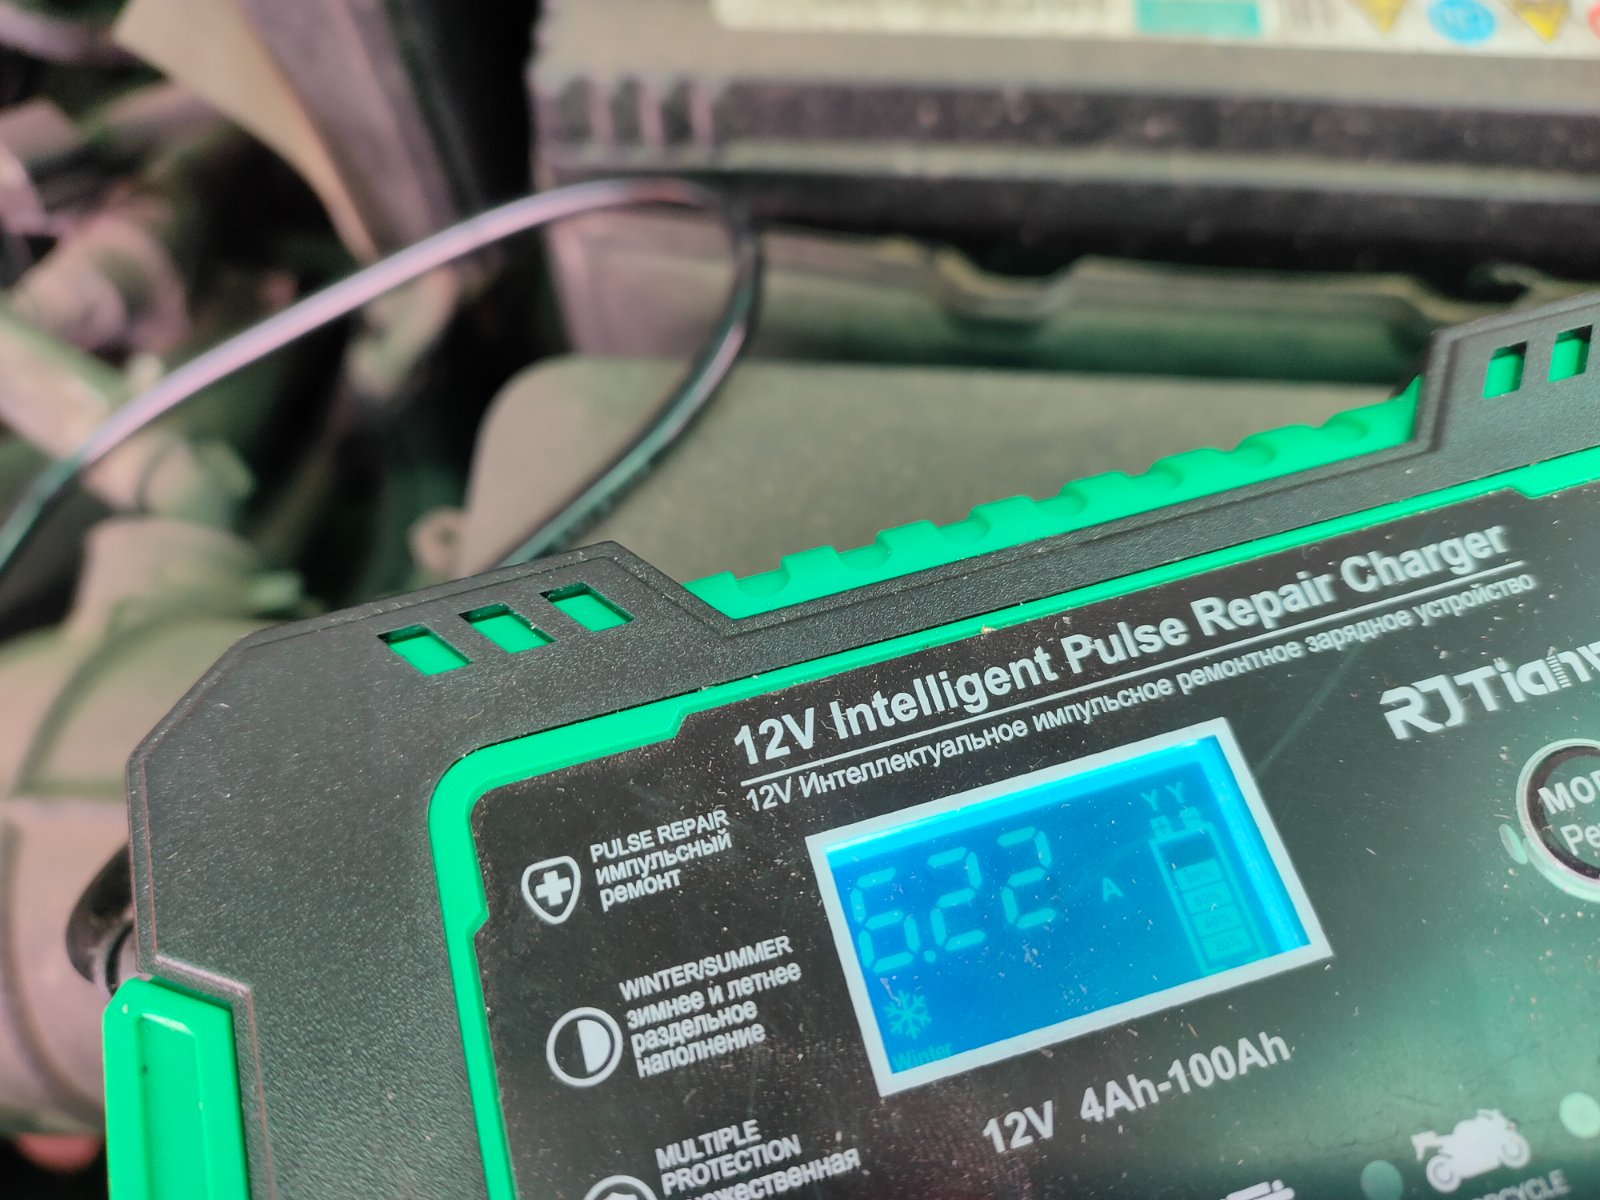 12V Intelligent Pulse Repair Charger
12V Интеллектуальное импульсное ремонтное зарядное устройство
RJTian
PULSE REPAIR
импульсный
ремонт
6.22 A
WINTER/SUMMER
зимнее и летнее
раздельное
наполнение
Winter
12V 4Ah-100Ah
MULTIPLE
PROTECTION